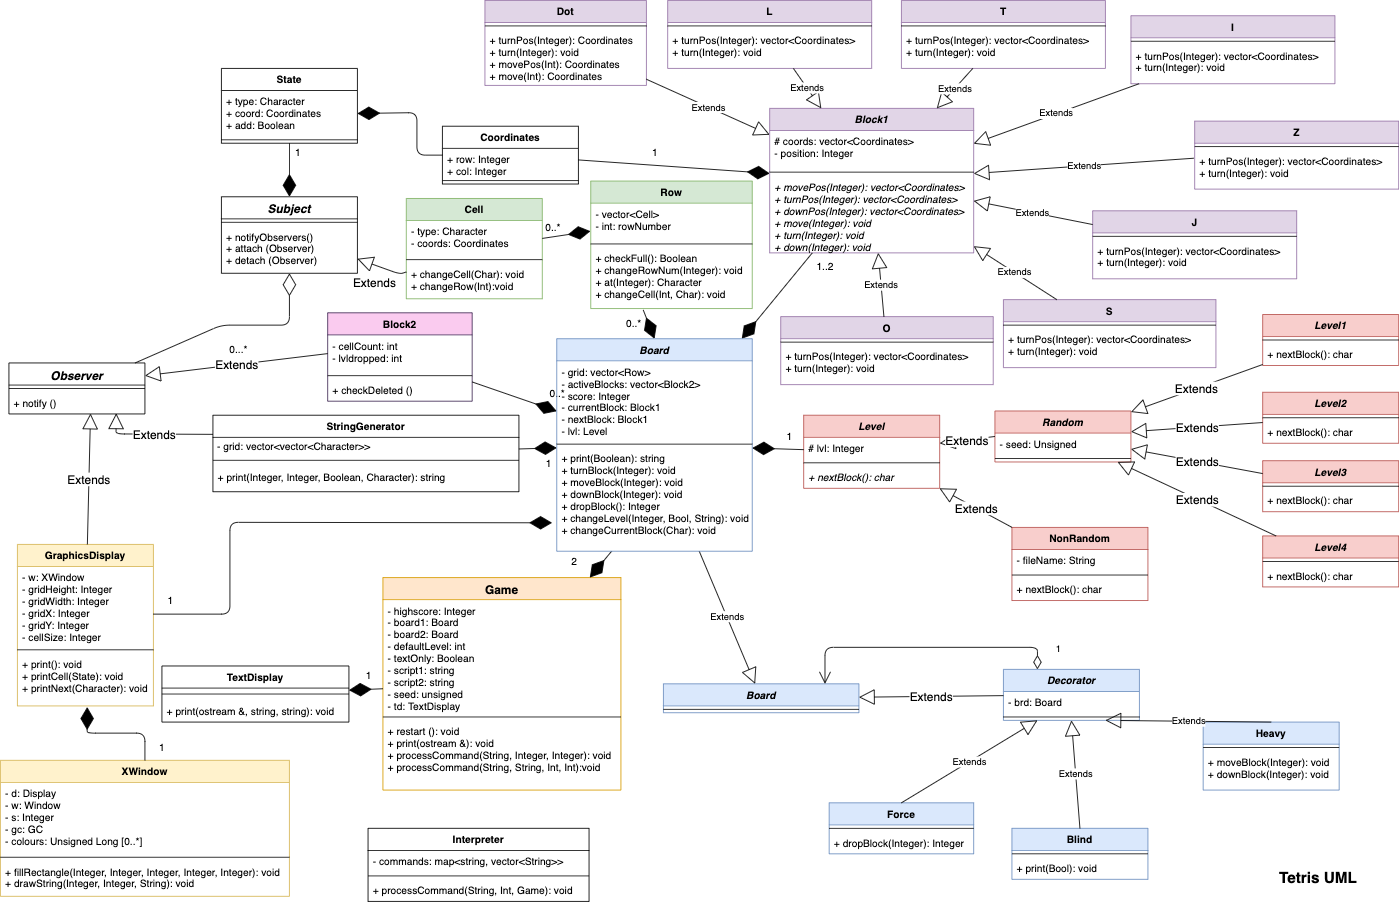 Dot
+ turnPos(Integer): Coordinates
+ turn(Integer): void
+ movePos(Int): Coordinates
+ move(Int): Coordinates
L
+ turnPos(Integer): vector<Coordinates>
+ turn(Integer): void
T
+ turnPos(Integer): vector<Coordinates>
+ turn(Integer): void
I
+ turnPos(Integer): vector<Coordinates>
+ turn(Integer): void
State
+ type: Character
+ coord: Coordinates
+ add: Boolean
Extends
Extends
Extends
Extends
Block1
# coords: vector<Coordinates>
- position: Integer
+ movePos(Integer): vector<Coordinates>
+ turnPos(Integer): vector<Coordinates>
+ downPos(Integer): vector<Coordinates>
+ move(Integer): void
+ turn(Integer): void
+ down(Integer): void
Coordinates
+ row: Integer
+ col: Integer
1
1
Z
+ turnPos(Integer): vector<Coordinates>
+ turn(Integer): void
Extends
Subject
+ notifyObservers()
+ attach (Observer)
+ detach (Observer)
Cell
- type: Character
- coords: Coordinates
+ changeCell(Char): void
+ changeRow(Int):void
Extends
0..*
Row
- vector<Cell>
- int: rowNumber
+ checkFull(): Boolean
+ changeRowNum(Integer): void
+ at(Integer): Character
+ changeCell(Int, Char): void
0..*
J
+ turnPos(Integer): vector<Coordinates>
+ turn(Integer): void
Extends
1..2
Extends
Extends
S
+ turnPos(Integer): vector<Coordinates>
+ turn(Integer): void
O
+ turnPos(Integer): vector<Coordinates>
+ turn(Integer): void
Block2
- cellCount: int
- lvldropped: int
+ checkDeleted ()
0...*
Extends
Observer
+ notify ()
Board
- grid: vector<Row>
- activeBlocks: vector<Block2>
- score: Integer
- currentBlock: Block1
- nextBlock: Block1
- lvl: Level
+ print(Boolean): string
+ turnBlock(Integer): void
+ moveBlock(Integer): void
+ downBlock(Integer): void
+ dropBlock(): Integer
+ changeLevel(Integer, Bool, String): void
+ changeCurrentBlock(Char): void
0..*
StringGenerator
- grid: vector<vector<Character>>
+ print(Integer, Integer, Boolean, Character): string
Extends
1
1
Level
# lvl: Integer
+ nextBlock(): char
Extends
Random
- seed: Unsigned
Extends
Level1
+ nextBlock(): char
Extends
Level2
+ nextBlock(): char
Extends
Level3
+ nextBlock(): char
Extends
Level4
+ nextBlock(): char
Extends
NonRandom
- fileName: String
+ nextBlock(): char
Extends
GraphicsDisplay
- w: XWindow
- gridHeight: Integer
- gridWidth: Integer
- gridX: Integer
- gridY: Integer
- cellSize: Integer
+ print(): void
+ printCell(State): void
+ printNext(Character): void
1
2
Game
- highscore: Integer
- board1: Board
- board2: Board
- defaultLevel: int
- textOnly: Boolean
- script1: string
- script2: string
- seed: unsigned
- td: TextDisplay
+ restart (): void
+ print(ostream &): void
+ processCommand(String, Integer, Integer): void
+ processCommand(String, String, Int, Int):void
TextDisplay
+ print(ostream &, string, string): void
1
Extends
Board
Extends
1
Decorator
- brd: Board
Extends
Heavy
+ moveBlock(Integer): void
+ downBlock(Integer): void
Extends
Extends
Force
+ dropBlock(Integer): Integer
Blind
+ print(Bool): void
1
XWindow
- d: Display
- w: Window
- s: Integer
- gc: GC
- colours: Unsigned Long [0..*]
+ fillRectangle(Integer, Integer, Integer, Integer, Integer): void
+ drawString(Integer, Integer, String): void
Interpreter
- commands: map<string, vector<String>>
+ processCommand(String, Int, Game): void
Tetris UML